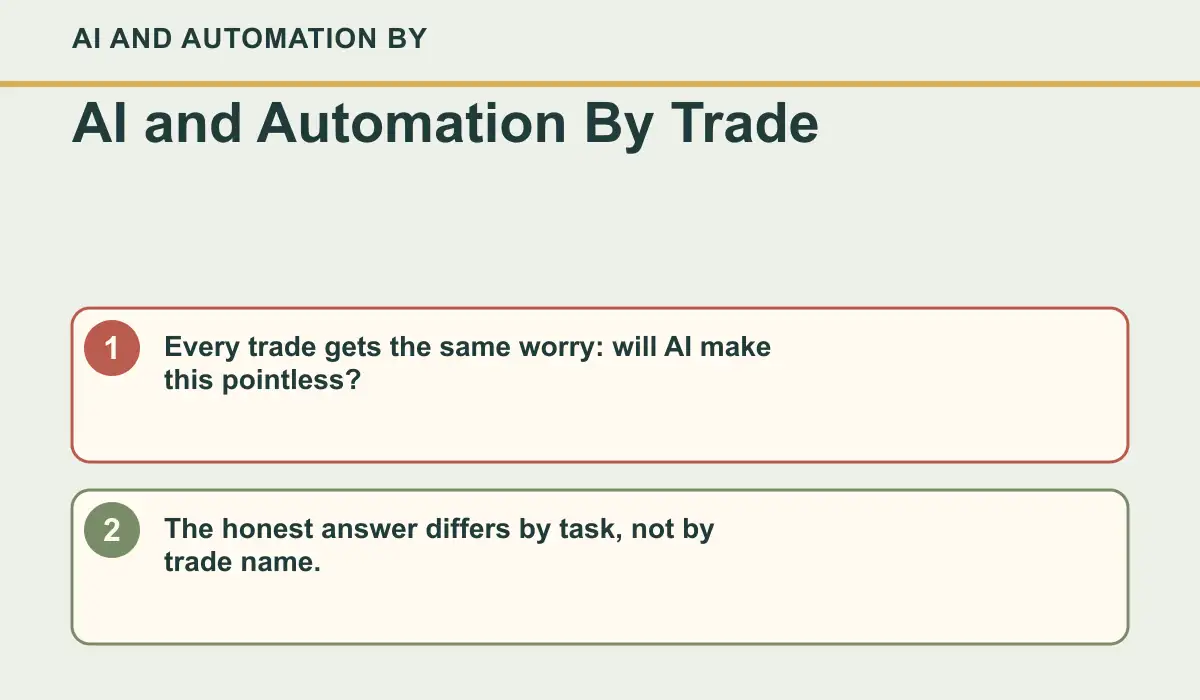 AI AND AUTOMATION BY
AI and Automation By Trade
1
Every trade gets the same worry: will AI make
this pointless?
2
The honest answer differs by task, not by
trade name.